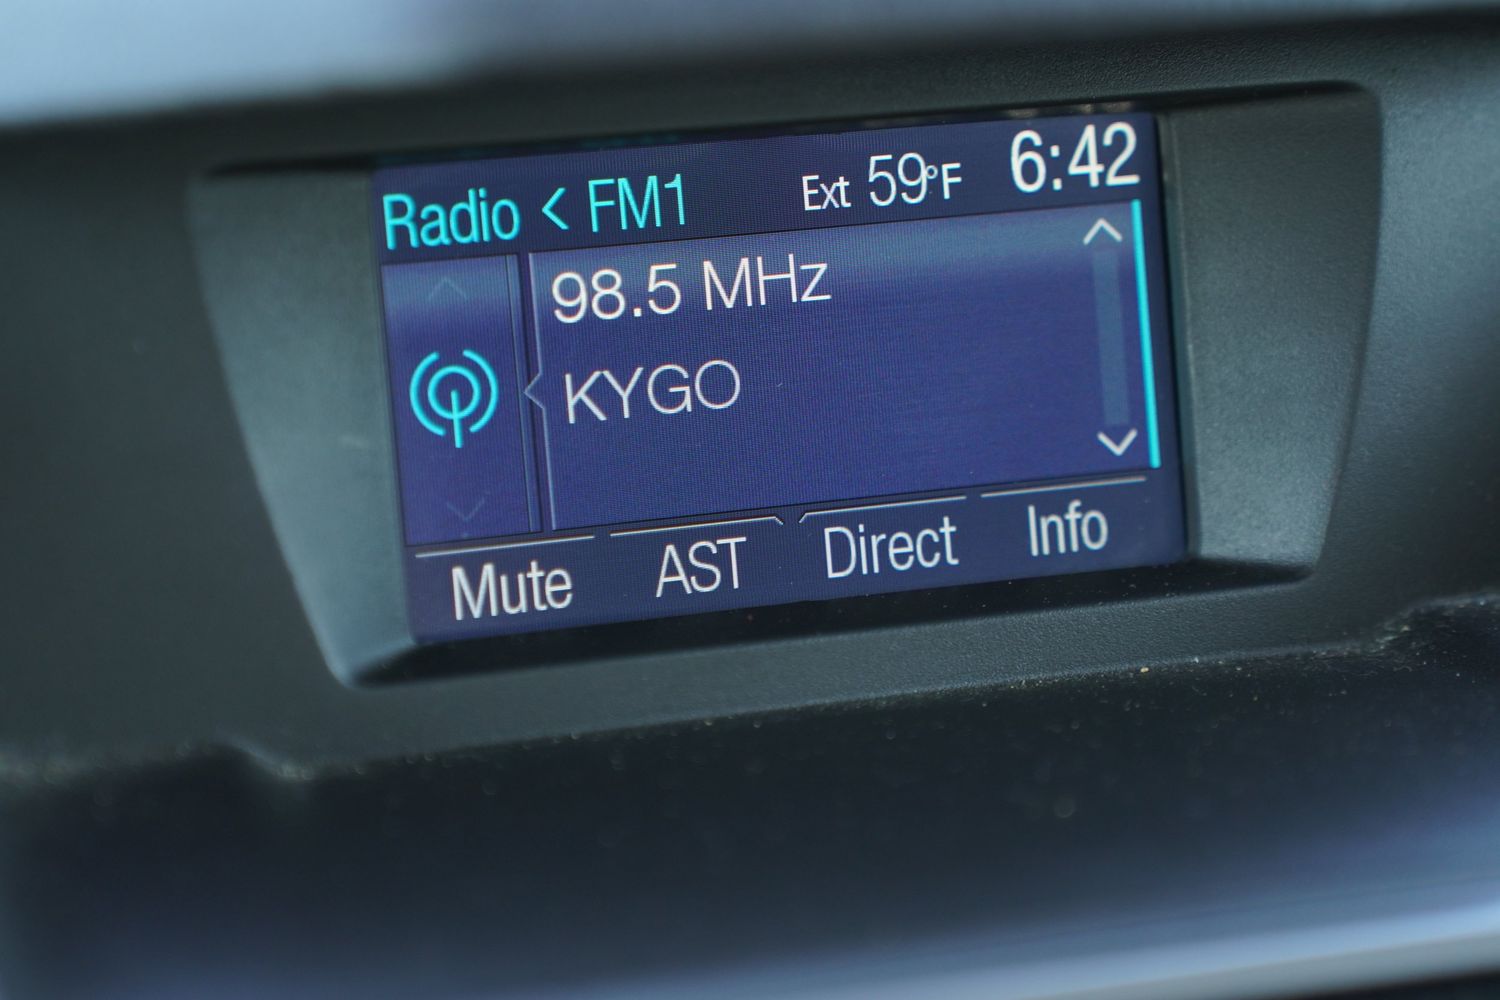 Radio < FM1 Ext 59°F 6:42
98.5 MHz
KYGO
Mute AST Direct Info